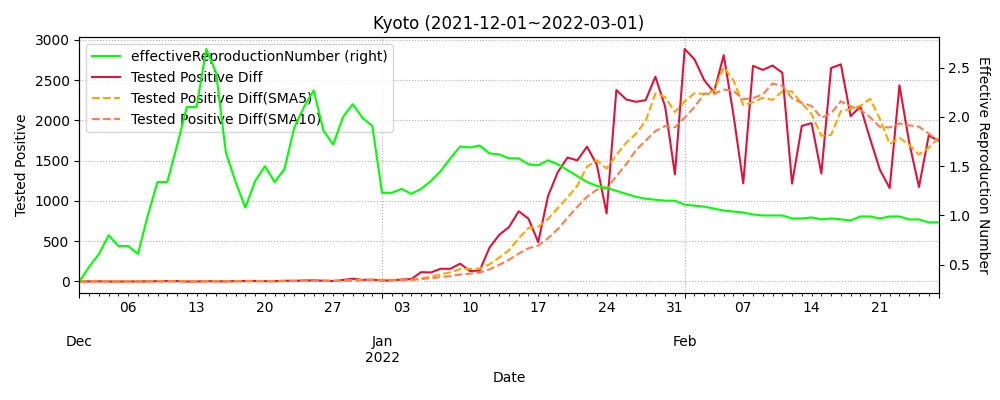 Kyoto (2021-12-01~2022-03-01)
effectiveReproductionNumber (right)
Tested Positive Diff
Tested Positive Diff(SMA5)
Tested Positive Diff(SMA10)
Tested Positive
3000
2500
2000
1500
1000
500
0
Effective Reproduction Number
2.5
2.0
1.5
1.0
0.5
06 13 20 27 03 10 17 24 31 07 14 21
Dec Jan Feb
2022
Date